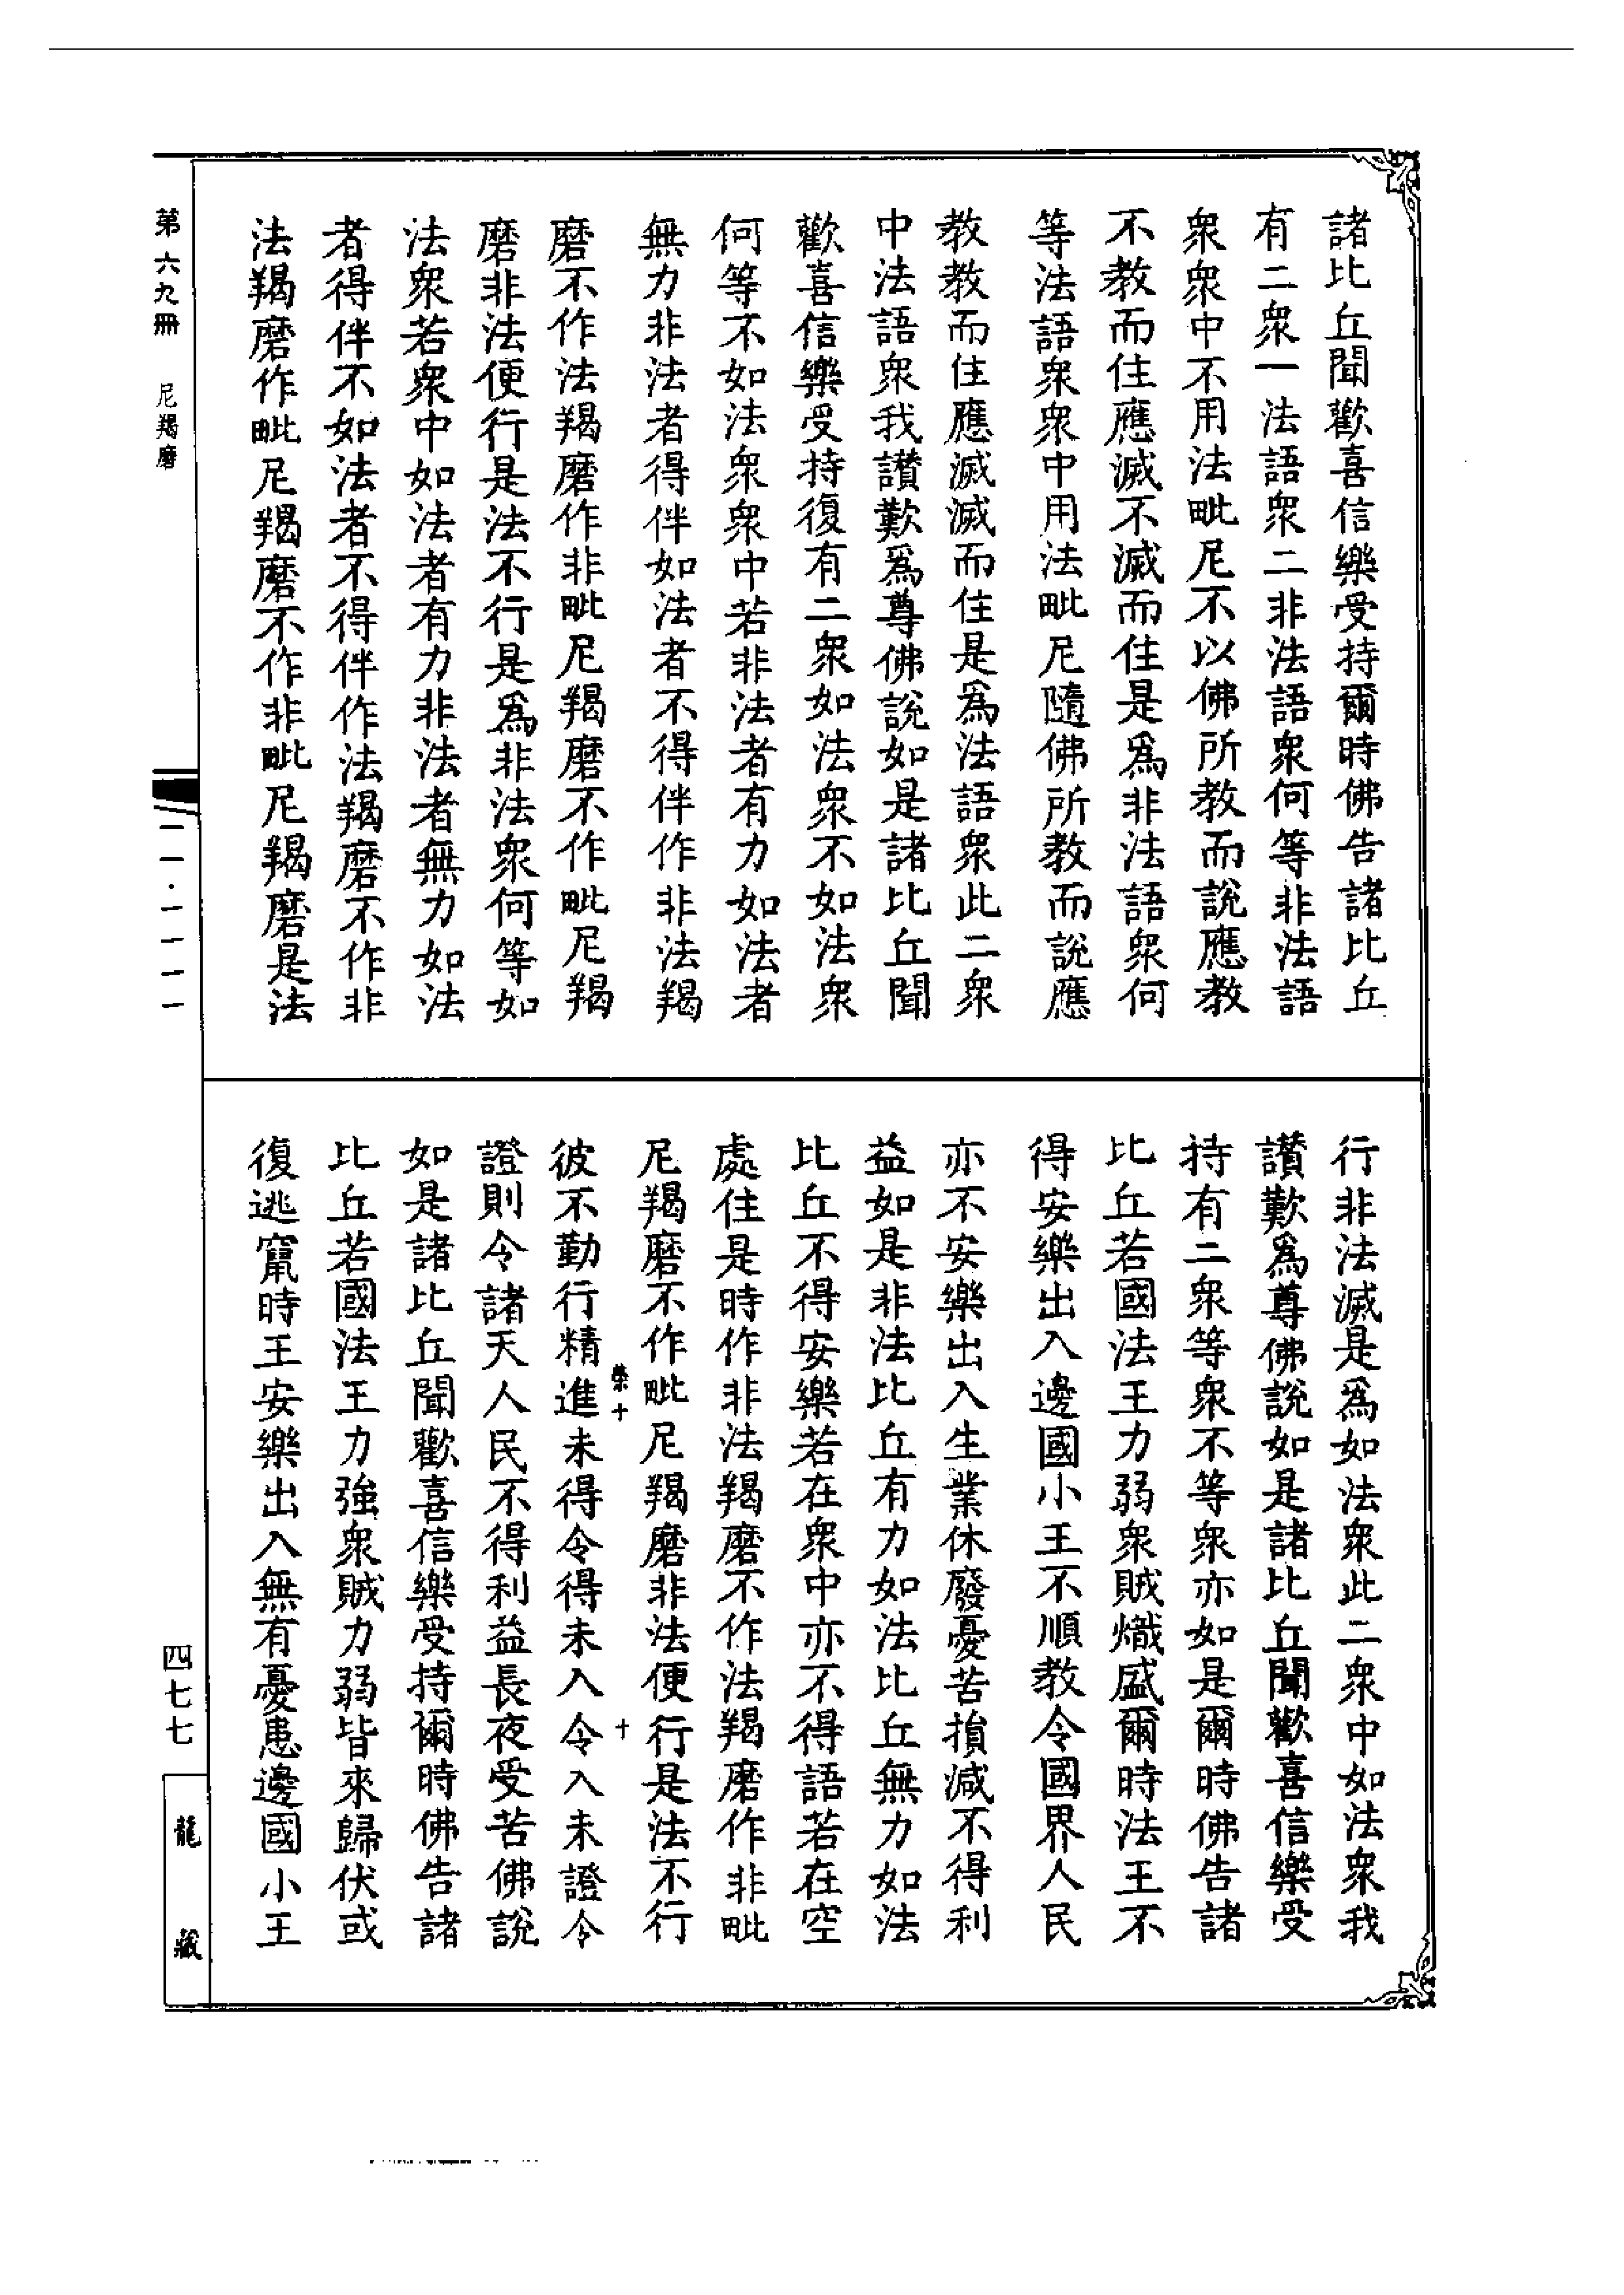 諸比丘聞歡喜信樂受持爾時佛告諸比丘
有二衆一法語衆二非法語衆何等非法語
衆衆中不用法毗尼不以佛所教而說應教
不教而住應滅不滅而住是爲非法語衆何
等法語衆衆中用法毗尼隨佛所教而說應
教教而住應滅滅而住是爲法語衆此二衆
中法語衆我讃歎爲尊佛說如是諸比丘聞
歡喜信樂受持復有二衆如法衆不如法衆
何等不如法衆衆中若非法者有力如法者
無力非法者得伴如法者不得伴作非法羯
磨不作法羯磨作非毗尼羯磨不作毗尼羯
磨非法便行是法不行是爲非法衆何等如
法衆若衆中如法者有力非法者無力如法
者得伴不如法者不得伴作法羯磨不作非
法羯磨作毗尼羯磨不作非毗尼羯磨是法
行非法滅是爲如法衆此二衆中如法衆我
讃歎爲尊佛說如是諸比丘聞歡喜信樂受
持有二衆等衆不等衆亦如是爾時佛告諸
比丘若國法王力弱衆賊熾盛爾時法王不
得安樂出入邊國小王不順教令國界人民
亦不安樂出入生業休廢憂苦損減不得利
益如是非法比丘有力如法比丘無力如法
比丘不得安樂若在衆中亦不得語若在空
處住是時作非法羯磨不作法羯磨作非毗
尼羯磨不作毗尼羯磨非法便行是法不行
彼不勤行精進未得令得未入令入未證令
證則令諸天人民不得利益長夜受苦佛說
如是諸比丘聞歡喜信樂受持爾時佛告諸
比丘若國法王力強衆賊力弱皆來歸伏或
復逃竄時王安樂出入無有憂患邊國小王
第六九冊 尼羯磨
一一·一一一一
四七七
龍藏
十
十